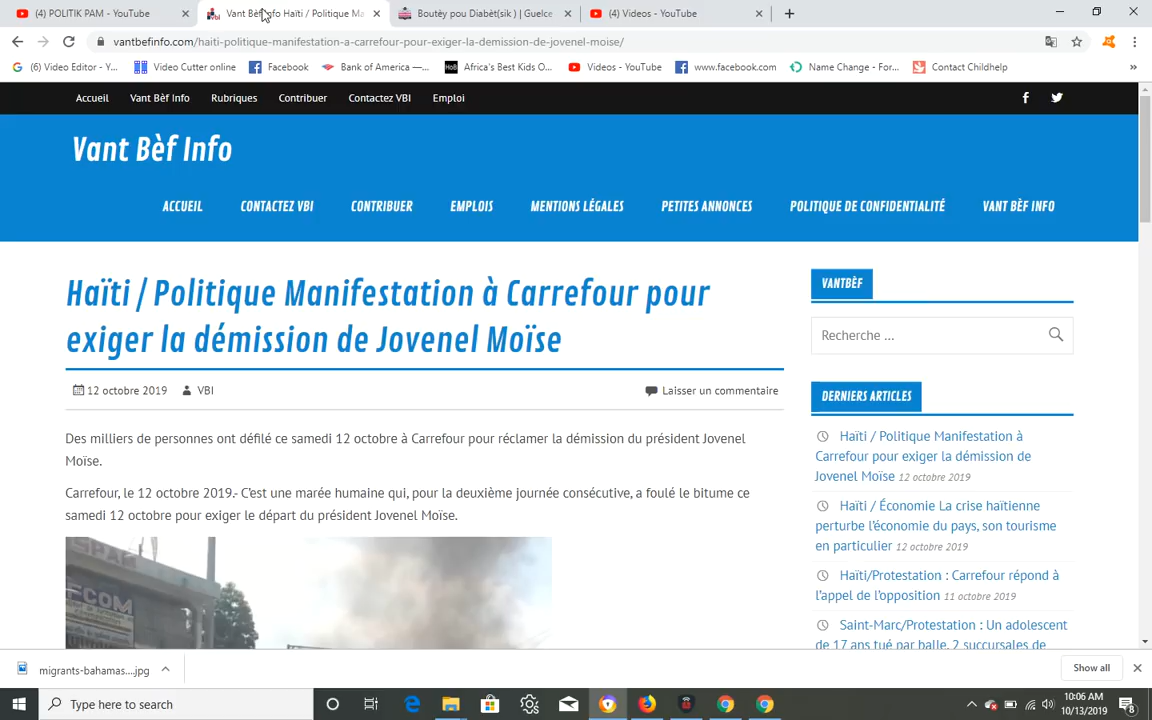 (4) POLITIK PAM - YouTube
Vant Bèf Info Haïti / Politique Ma
Boutèy pou Diabèt(sik ) | Guelce
(4) Videos - YouTube
vantbefinfo.com/haiti-politique-manifestation-a-carrefour-pour-exiger-la-demission-de-jovenel-moise/
(6) Video Editor - Y...
Video Cutter online
Facebook
Bank of America —...
Africa's Best Kids O...
Videos - YouTube
www.facebook.com
Name Change - For...
Contact Childhelp
»
Accueil
Vant Bèf Info
Rubriques
Contribuer
Contactez VBI
Emploi
Vant Bèf Info
ACCUEIL
CONTACTEZ VBI
CONTRIBUER
EMPLOIS
MENTIONS LÉGALES
PETITES ANNONCES
POLITIQUE DE CONFIDENTIALITÉ
VANT BÈF INFO
Haïti / Politique Manifestation à Carrefour pour
exiger la démission de Jovenel Moïse
12 octobre 2019
VBI
Laisser un commentaire
Des milliers de personnes ont défilé ce samedi 12 octobre à Carrefour pour réclamer la démission du président Jovenel
Moïse.
Carrefour, le 12 octobre 2019.- C'est une marée humaine qui, pour la deuxième journée consécutive, a foulé le bitume ce
samedi 12 octobre pour exiger le départ du président Jovenel Moïse.
VANTBÈF
Recherche …
DERNIERS ARTICLES
Haïti / Politique Manifestation à
Carrefour pour exiger la démission de
Jovenel Moïse 12 octobre 2019
Haïti / Économie La crise haïtienne
perturbe l'économie du pays, son tourisme
en particulier 12 octobre 2019
Haïti/Protestation : Carrefour répond à
l'appel de l'opposition 11 octobre 2019
Saint-Marc/Protestation : Un adolescent
de 17 ans tué par balle, 2 succursales de
migrants-bahamas....jpg
Show all
Type here to search
10:06 AM
10/13/2019
8